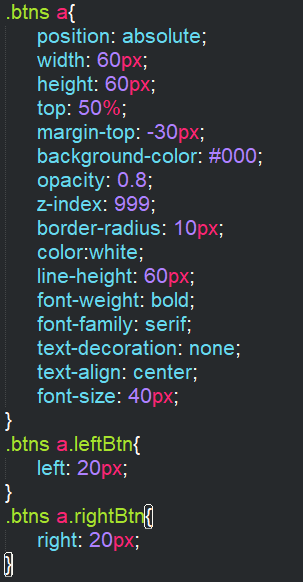 .btns a{
position: absolute;
width: 60px;
height: 60px;
top: 50%;
margin-top: -30px;
background-color: #000;
opacity: 0.8;
z-index: 999;
border-radius: 10px;
color:white;
line-height: 60px;
font-weight: bold;
font-family: serif;
text-decoration: none;
text-align: center;
font-size: 40px;
}
.btns a.leftBtn{
left: 20px;
}
.btns a.rightBtn{
right: 20px;
}